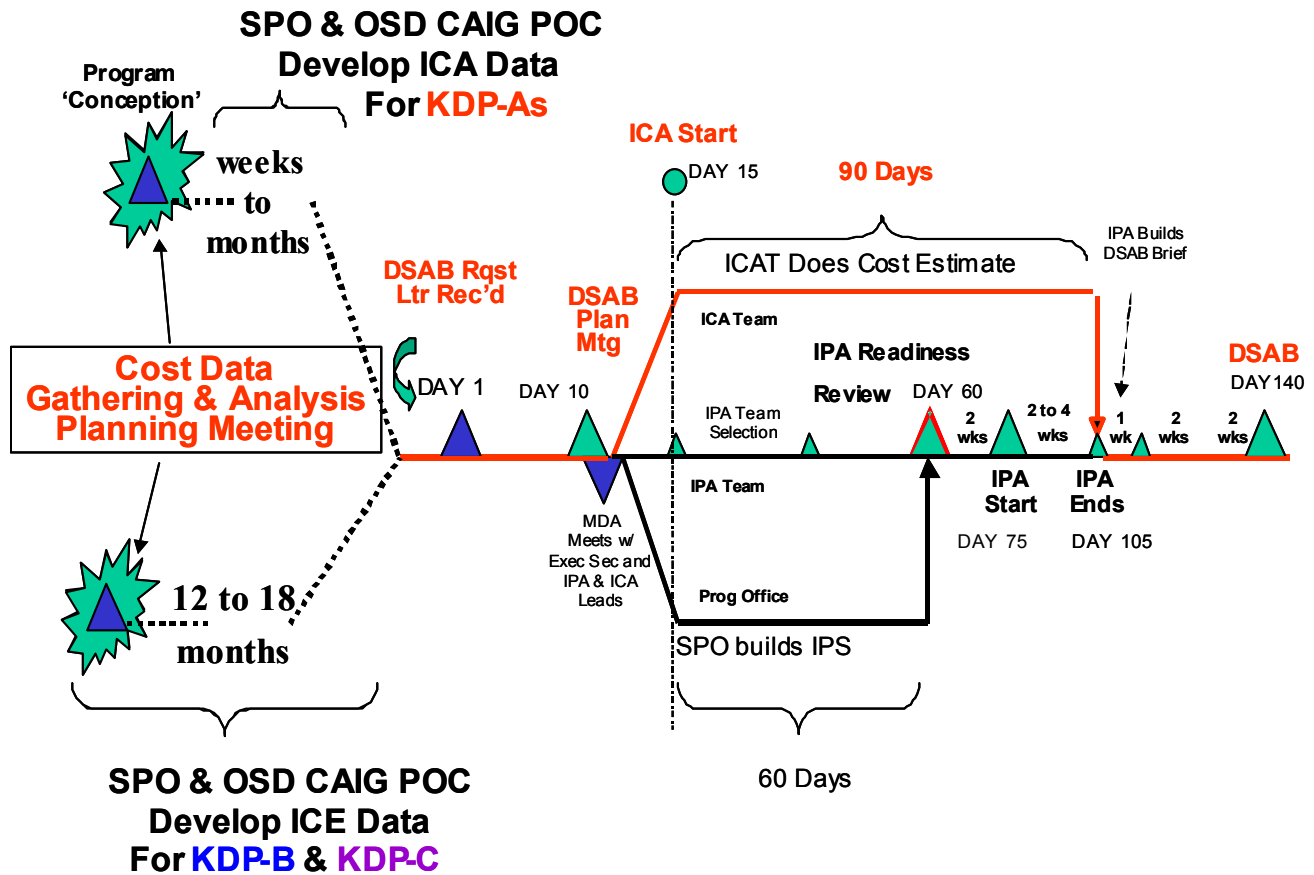 SPO & OSD CAIG POC
Develop ICA Data
For KDP-As
Program
'Conception'
weeks
to
months
ICA Start
DAY 15
90 Days
ICAT Does Cost Estimate
IPA Builds
DSAB Brief
DSAB Rqst
Ltr Rec'd
DSAB
Plan
Mtg
ICA Team
IPA Readiness
Review
DSAB
DAY 140
Cost Data
Gathering & Analysis
Planning Meeting
DAY 1
DAY 10
IPA Team
Selection
DAY 60
2
wks
2 to 4
wks
1
wk
2
wks
2
wks
IPA Team
IPA
Start
DAY 75
IPA
Ends
DAY 105
MDA
Meets w/
Exec Sec and
IPA & ICA
Leads
Prog Office
SPO builds IPS
12 to 18
months
60 Days
SPO & OSD CAIG POC
Develop ICE Data
For KDP-B & KDP-C